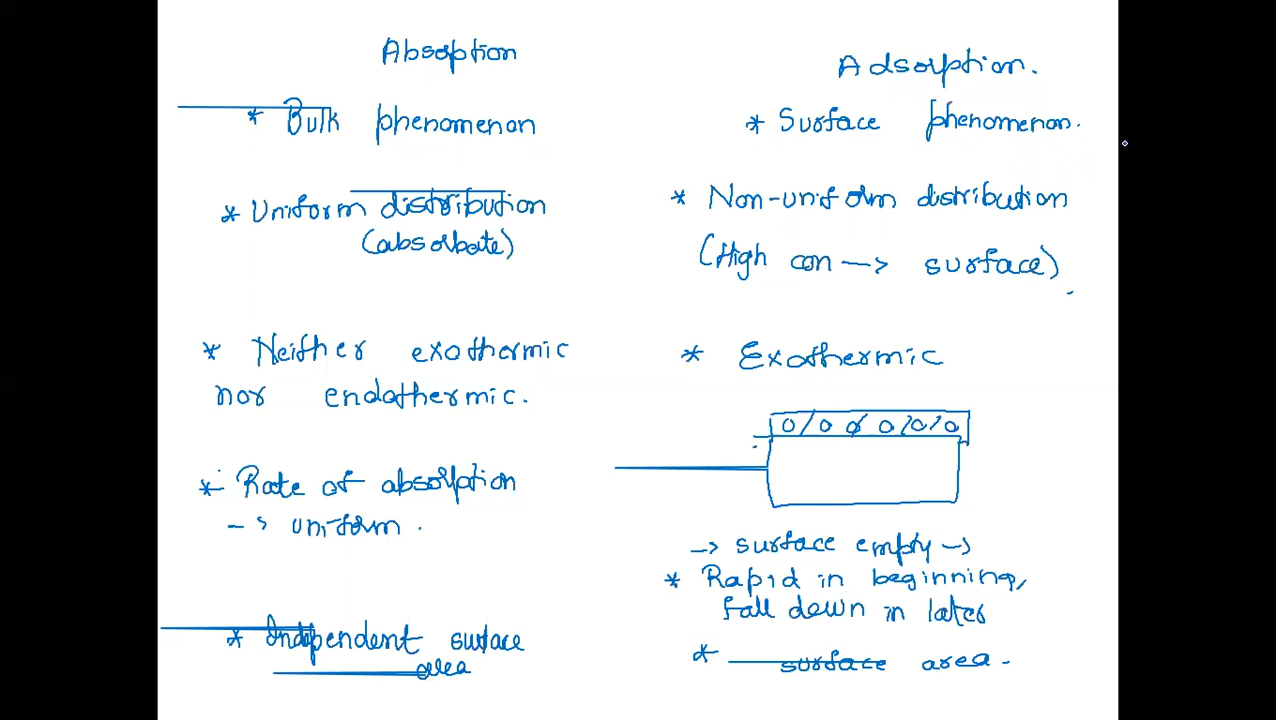 Absorption
* Bulk phenomenon
* Uniform distribution
(absorbate)
* Neither exothermic
nor endothermic.
* Rate of absorption
-> uniform.
* Independent surface
area
Adsorption.
* Surface phenomenon.
* Non-uniform distribution
(High con -> surface)
* Exothermic
-> surface empty ->
* Rapid in beginning,
fall down in later
* surface area.